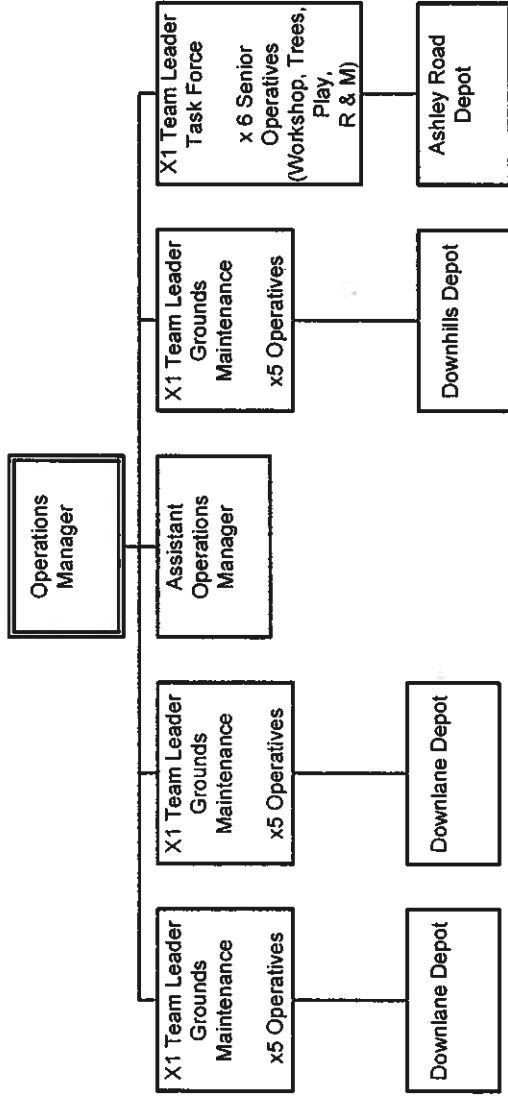 Operations
Manager
X1 Team Leader
Grounds
Maintenance
x5 Operatives
X1 Team Leader
Grounds
Maintenance
x5 Operatives
Assistant
Operations
Manager
X1 Team Leader
Grounds
Maintenance
x5 Operatives
X1 Team Leader
Task Force
x 6 Senior
Operatives
(Workshop, Trees,
Play,
R & M)
Downlane Depot
Downlane Depot
Downhills Depot
Ashley Road
Depot